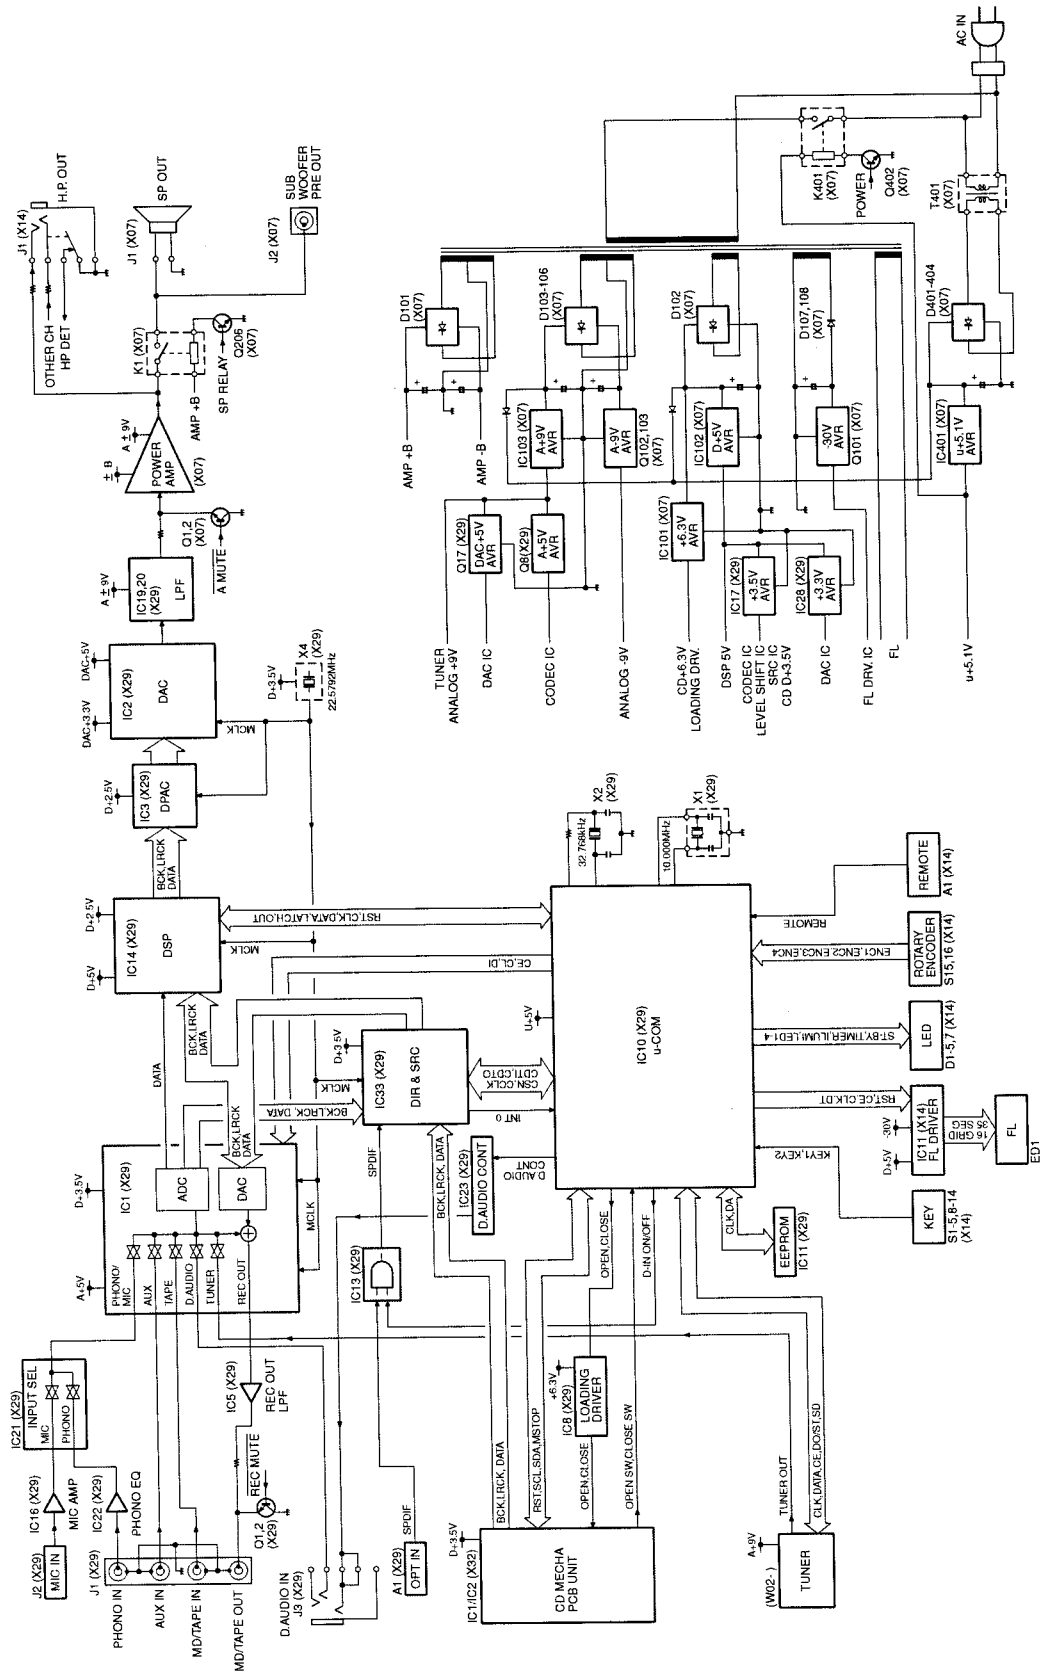 PHONO IN
AUX IN
MD/TAPE IN
MD/TAPE OUT
J1 (X29)
J2 (X29)
MIC IN
IC16 (X29)
MIC AMP
IC22 (X29)
PHONO EQ
IC21 (X29)
INPUT SEL
MIC
PHONO
REC MUTE
Q1,2
(X29)
IC5 (X29)
REC OUT
LPF
D.AUDIO IN
J3 (X29)
A1 (X29)
OPT IN
SPDIF
A+5V
D+3.5V
IC1 (X29)
PHONO/
MIC
AUX
TAPE
D.AUDIO
TUNER
REC OUT
ADC
DAC
DATA
BCK,LRCK
DATA
BCK,LRCK
DATA
MCLK
D+5V
D+2.5V
IC14 (X29)
DSP
MCLK
BCK,LRCK
DATA
D+2.5V
IC3 (X29)
DPAC
DAC+3.3V
DAC+5V
IC2 (X29)
DAC
MCLK
D+3.5V
X4
(X29)
22.5792MHz
A ± 9V
IC19,20
(X29)
LPF
A MUTE
Q1,2
(X07)
± B
A ± 9V
POWER
AMP
(X07)
K1 (X07)
AMP +B
SP RELAY
Q206
(X07)
OTHER CH
HP DET
J1 (X14)
H.P. OUT
J1 (X07)
SP OUT
J2 (X07)
SUB
WOOFER
PRE OUT
IC13 (X29)
SPDIF
D+3.5V
IC33 (X29)
DIR & SRC
MCLK
BCK,LRCK, DATA
BCK,LRCK, DATA
CSN,CCLK
CDTI,CDTO
INT 0
CE,CL,DI
RST,CLK,DATA,LATCH,OUT
IC23 (X29)
D.AUDIO CONT
D.AUDIO
CONT
U+5V
IC10 (X29)
u-COM
32.768kHz
X2
(X29)
10.000MHz
X1
(X29)
D+3.5V
IC1/IC2 (X32)
CD MECHA
PCB UNIT
BCK,LRCK, DATA
RST,SCL,SDA,MSTOP
OPEN,CLOSE
OPEN SW,CLOSE SW
+6.3V
IC8 (X29)
LOADING
DRIVER
OPEN,CLOSE
D-IN ON/OFF
A+9V
(W02- )
TUNER
TUNER OUT
CLK,DATA,CE,DO/ST,SD
CLK,DA
EEPROM
IC11 (X29)
KEY1,KEY2
KEY
S1-5,8-14
(X14)
RST,CE,CLK,DT
D+5V
-30V
IC11 (X14)
FL DRIVER
16 GRID
35 SEG
FL
ED1
ST-BY,TIMER,ILUMI,LED1-4
LED
D1-5,7 (X14)
ENC1,ENC2,ENC3,ENC4
ROTARY
ENCODER
S15,16 (X14)
REMOTE
REMOTE
A1 (X14)
AMP +B
AMP -B
D101
(X07)
D103-106
(X07)
IC103 (X07)
A+9V
AVR
A-9V
AVR
Q102,103
(X07)
Q17 (X29)
DAC+5V
AVR
Q8(X29)
A+5V
AVR
TUNER
ANALOG +9V
DAC IC
CODEC IC
ANALOG -9V
D102
(X07)
IC102 (X07)
D+5V
AVR
IC101 (X07)
+6.3V
AVR
IC17 (X29)
+3.5V
AVR
IC28 (X29)
+3.3V
AVR
CD+6.3V
LOADING DRV.
DSP 5V
CODEC IC
LEVEL SHIFT IC
SRC IC
CD D+3.5V
DAC IC
D107,108
(X07)
-30V
AVR
Q101
(X07)
FL DRV. IC
FL
D401-404
(X07)
IC401 (X07)
u+5.1V
AVR
u+5.1V
K401
(X07)
POWER
Q402
(X07)
T401
(X07)
AC IN